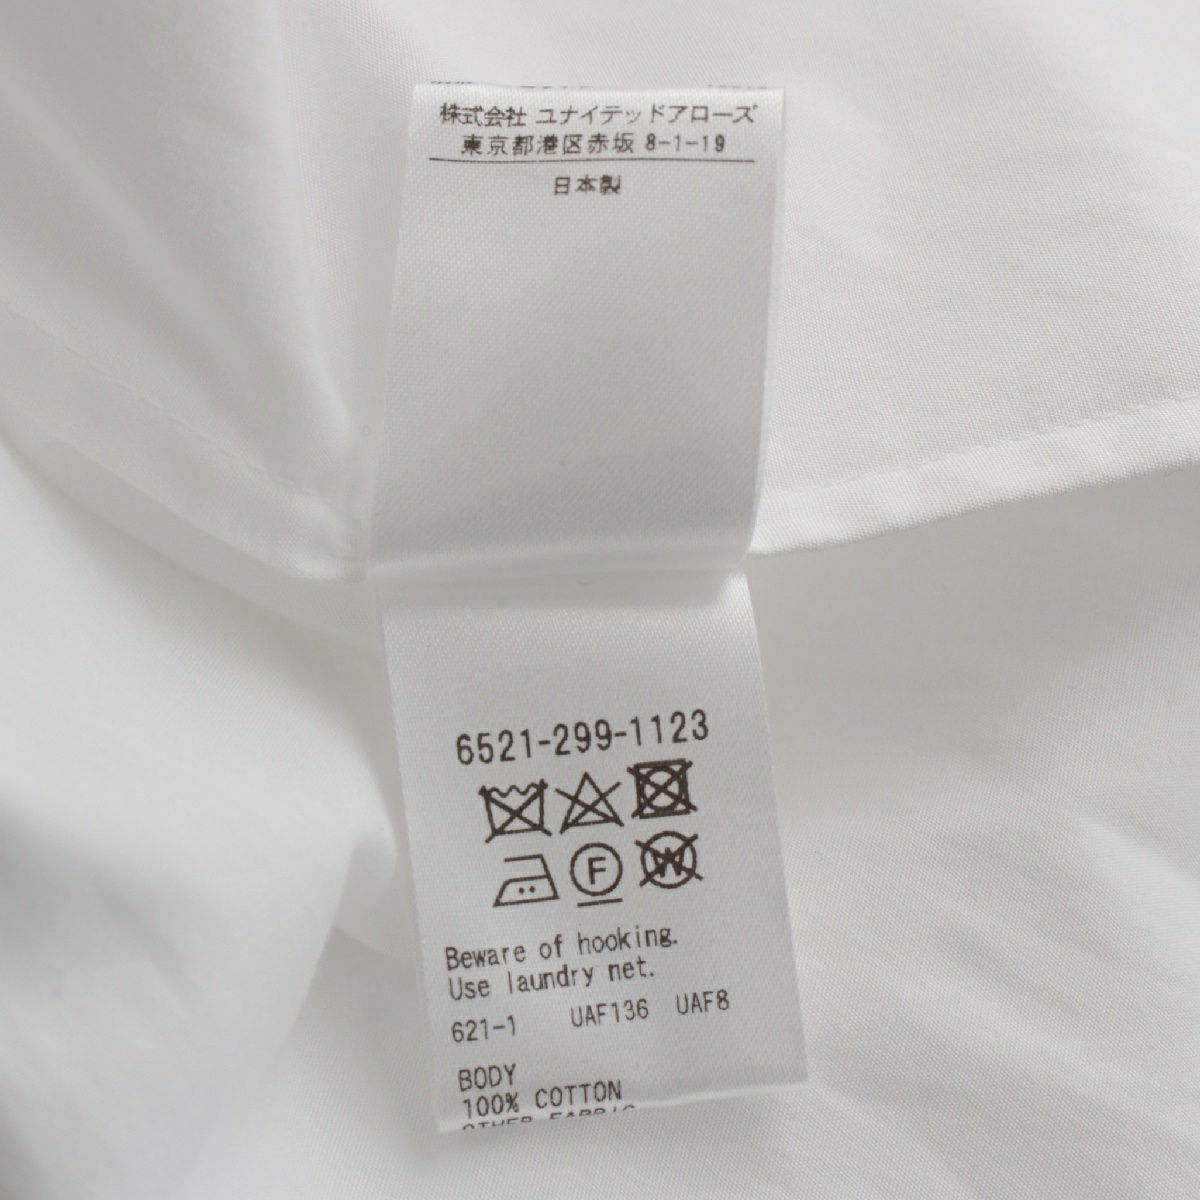 株式会社 ユナイテッドアローズ
東京都港区赤坂 8-1-19
日本製
6521-299-1123
F W
Beware of hooking.
Use laundry net.
621-1 UAF136 UAF8
BODY
100% COTTON
OTHER FABRIC